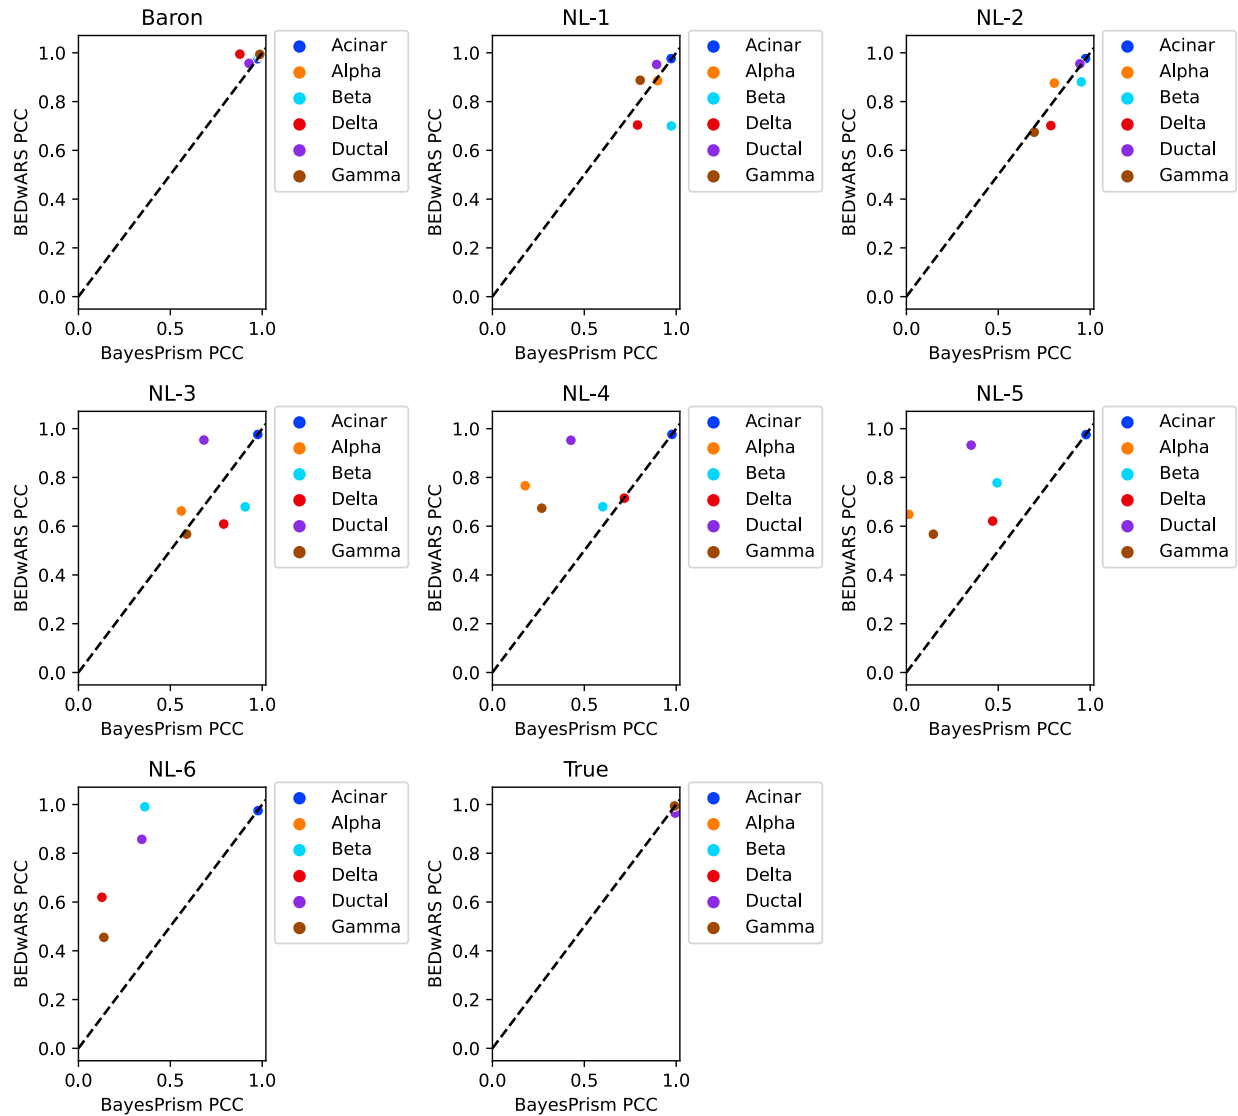 Baron
BEDwARS PCC
1.0
0.8
0.6
0.4
0.2
0.0
0.0 0.5 1.0
BayesPrism PCC
Acinar
Alpha
Beta
Delta
Ductal
Gamma
NL-1
BEDwARS PCC
1.0
0.8
0.6
0.4
0.2
0.0
0.0 0.5 1.0
BayesPrism PCC
Acinar
Alpha
Beta
Delta
Ductal
Gamma
NL-2
BEDwARS PCC
1.0
0.8
0.6
0.4
0.2
0.0
0.0 0.5 1.0
BayesPrism PCC
Acinar
Alpha
Beta
Delta
Ductal
Gamma
NL-3
BEDwARS PCC
1.0
0.8
0.6
0.4
0.2
0.0
0.0 0.5 1.0
BayesPrism PCC
Acinar
Alpha
Beta
Delta
Ductal
Gamma
NL-4
BEDwARS PCC
1.0
0.8
0.6
0.4
0.2
0.0
0.0 0.5 1.0
BayesPrism PCC
Acinar
Alpha
Beta
Delta
Ductal
Gamma
NL-5
BEDwARS PCC
1.0
0.8
0.6
0.4
0.2
0.0
0.0 0.5 1.0
BayesPrism PCC
Acinar
Alpha
Beta
Delta
Ductal
Gamma
NL-6
BEDwARS PCC
1.0
0.8
0.6
0.4
0.2
0.0
0.0 0.5 1.0
BayesPrism PCC
Acinar
Alpha
Beta
Delta
Ductal
Gamma
True
BEDwARS PCC
1.0
0.8
0.6
0.4
0.2
0.0
0.0 0.5 1.0
BayesPrism PCC
Acinar
Alpha
Beta
Delta
Ductal
Gamma